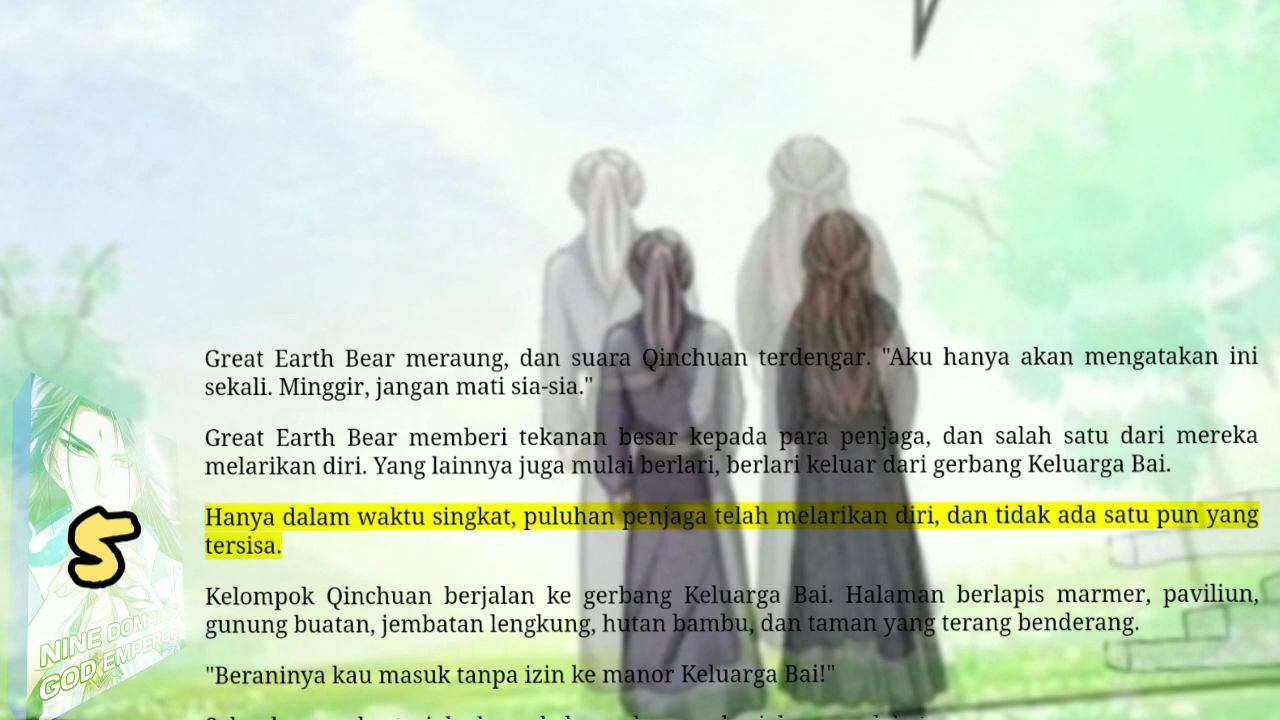 Great Earth Bear meraung, dan suara Qinchuan terdengar. "Aku hanya akan mengatakan ini
sekali. Minggir, jangan mati sia-sia."
Great Earth Bear memberi tekanan besar kepada para penjaga, dan salah satu dari mereka
melarikan diri. Yang lainnya juga mulai berlari, berlari keluar dari gerbang Keluarga Bai.
Hanya dalam waktu singkat, puluhan penjaga telah melarikan diri, dan tidak ada satu pun yang
tersisa.
Kelompok Qinchuan berjalan ke gerbang Keluarga Bai. Halaman berlapis marmer, paviliun,
gunung buatan, jembatan lengkung, hutan bambu, dan taman yang terang benderang.
"Beraninya kau masuk tanpa izin ke manor Keluarga Bai!"
S
NINE DOMAINS
GOD EMPEROR